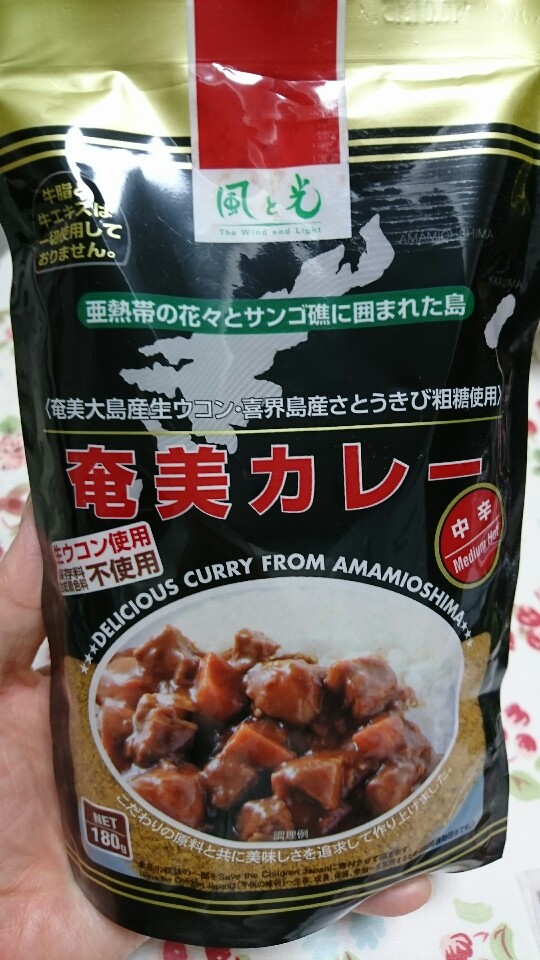 風と光
The Wind and Light
牛脂や
牛エキスは
一切使用して
おりません。
AMAMIOSHIMA
亜熱帯の花々とサンゴ礁に囲まれた島
〈奄美大島産生ウコン・喜界島産さとうきび粗糖使用〉
奄美カレー
中辛
Medium Hot
生ウコン使用
不使用
★★★DELICIOUS CURRY FROM AMAMIOSHIMA★★★
NET
180g
調理例
こだわりの原料と共に美味しさを追求して作り上げました。
Save the Children Japan